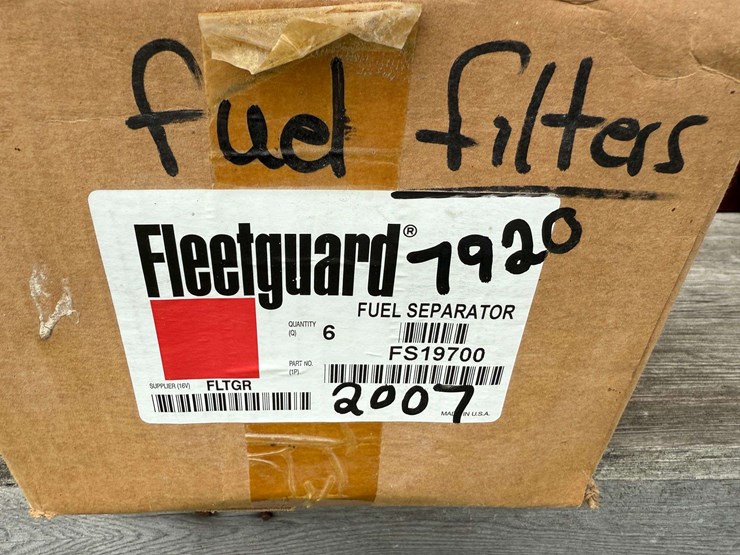 fuel filters
Fleetguard® 7920
FUEL SEPARATOR
QUANTITY
(Q) 6
FS19700
PART NO.
(1P)
SUPPLIER (16V) FLTGR
2007
MADE IN U.S.A.